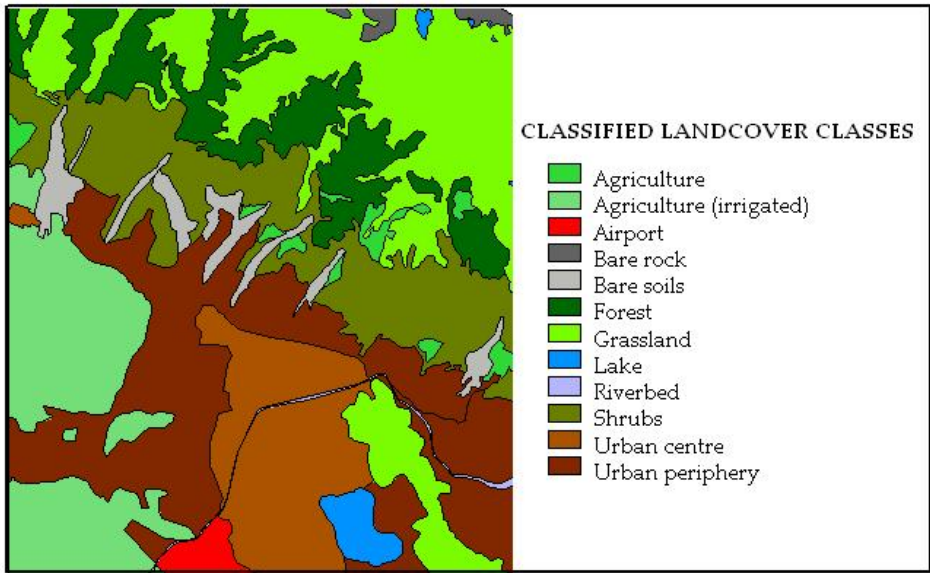 CLASSIFIED LANDCOVER CLASSES
Agriculture
Agriculture (irrigated)
Airport
Bare rock
Bare soils
Forest
Grassland
Lake
Riverbed
Shrubs
Urban centre
Urban periphery